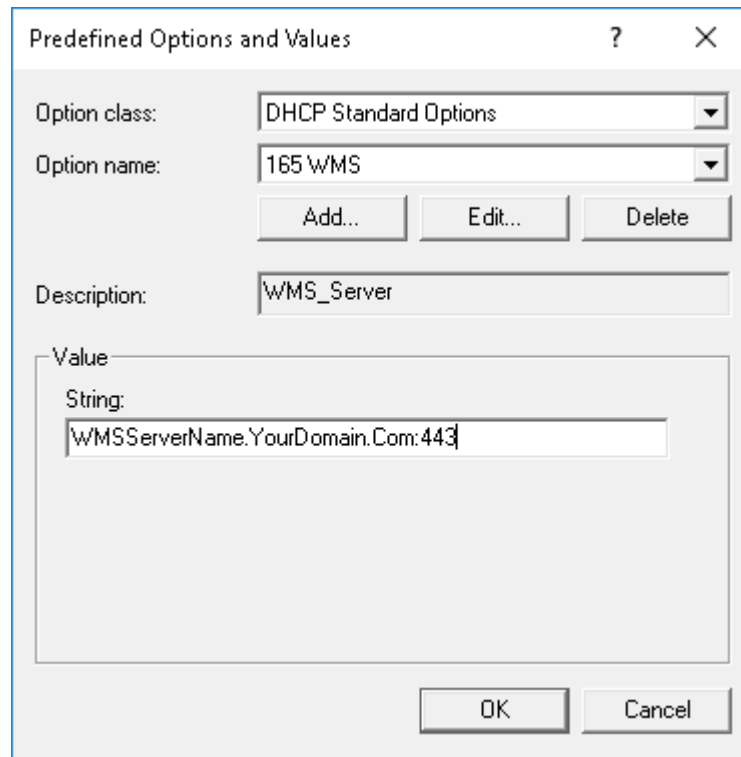 Predefined Options and Values ? ×
Option class: DHCP Standard Options
Option name: 165 WMS
Add... Edit... Delete
Description: WMS_Server
Value
String:
WMSServerName.YourDomain.Com:443
OK Cancel